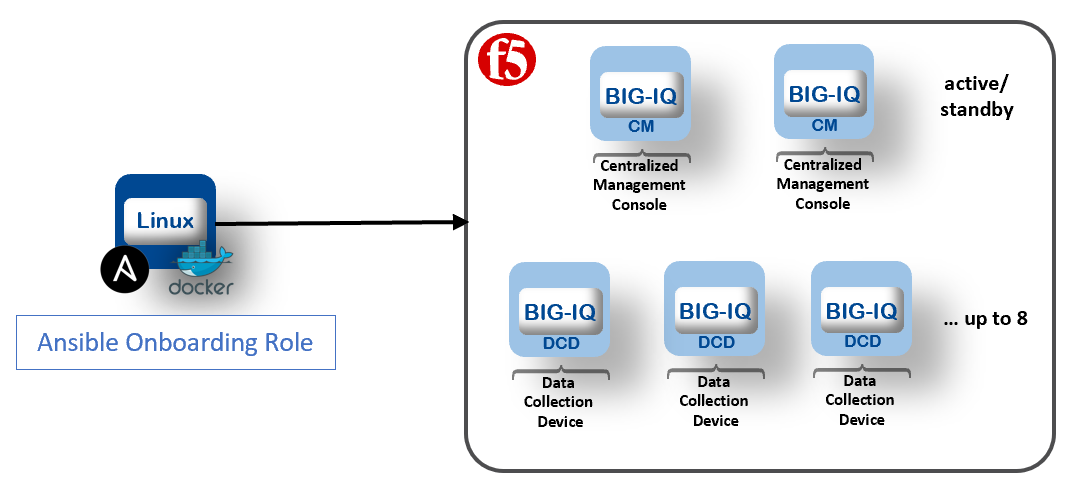 f5
BIG-IQ
CM
Centralized
Management
Console
BIG-IQ
CM
Centralized
Management
Console
active/
standby
Linux
docker
Ansible Onboarding Role
BIG-IQ
DCD
Data
Collection
Device
BIG-IQ
DCD
Data
Collection
Device
BIG-IQ
DCD
Data
Collection
Device
... up to 8